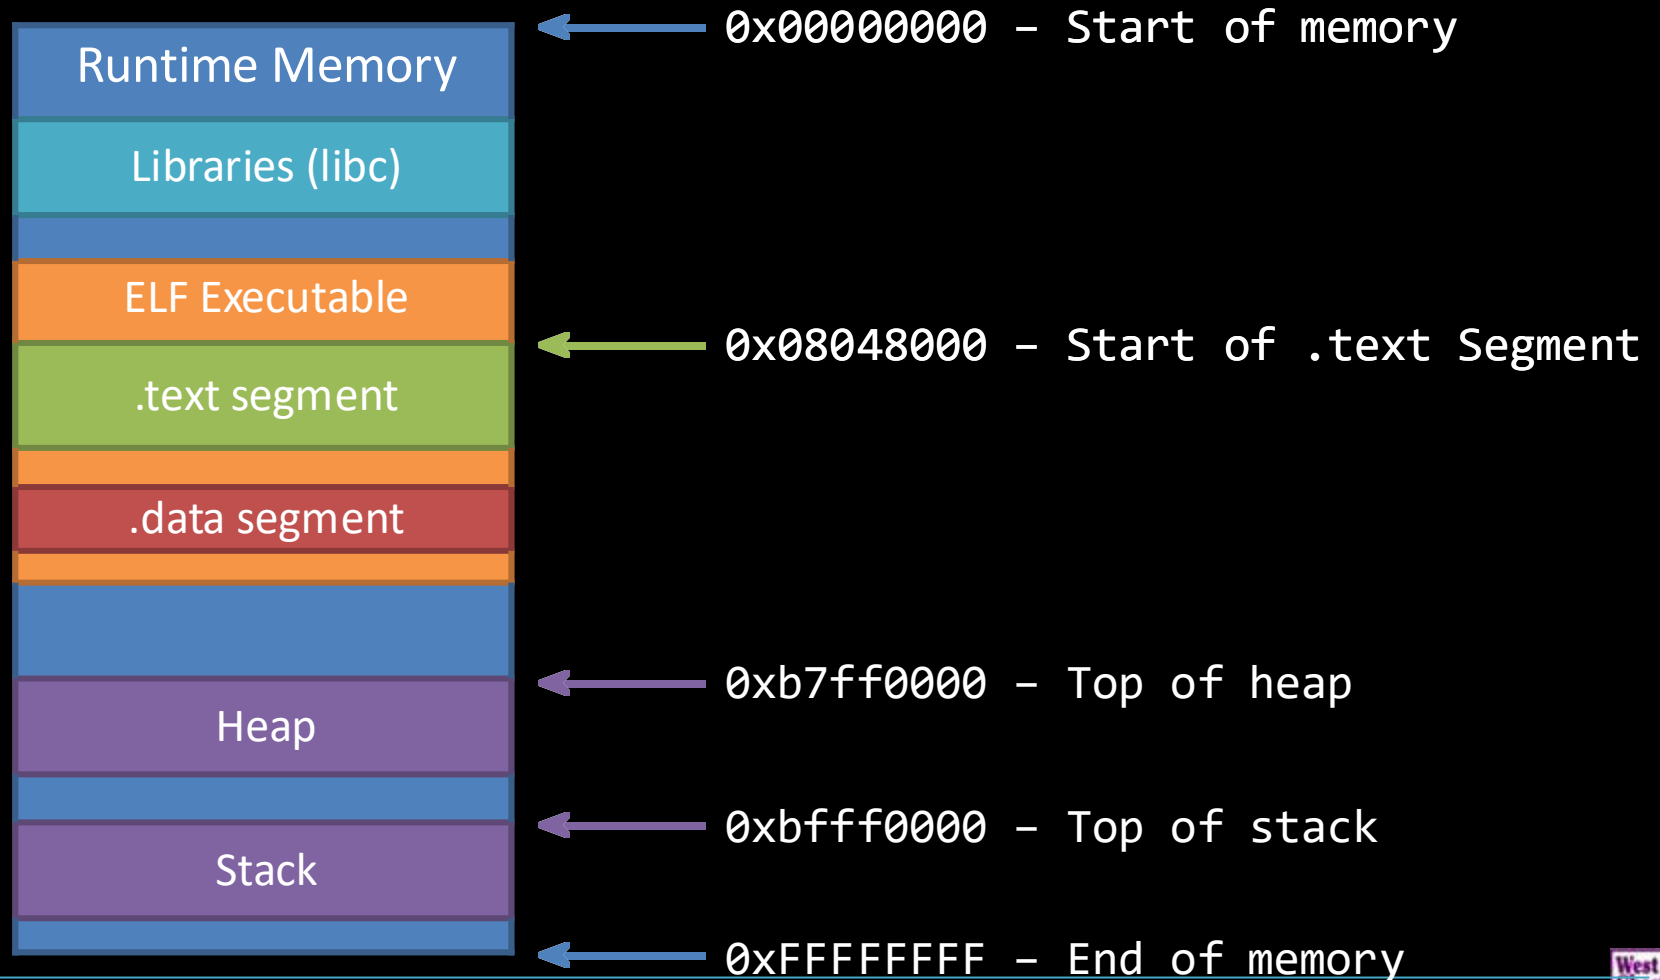 0x00000000 – Start of memory
Runtime Memory
Libraries (libc)
ELF Executable
0x08048000 – Start of .text Segment
.text segment
.data segment
0xb7ff0000 – Top of heap
Heap
0xbfff0000 – Top of stack
Stack
0xFFFFFFFF – End of memory
West